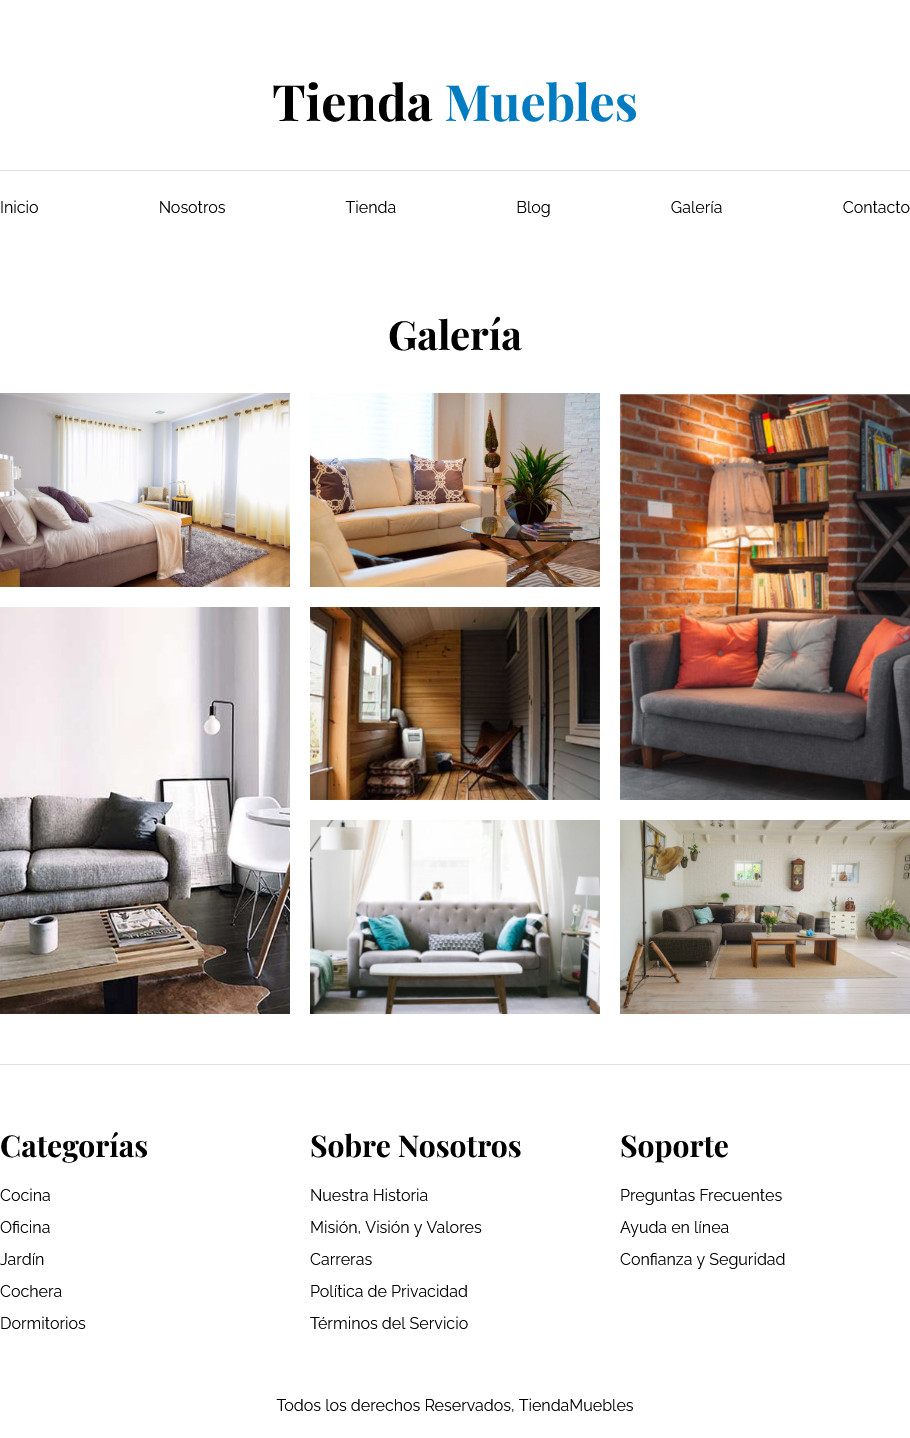 Tienda Muebles
Inicio Nosotros Tienda Blog Galería Contacto
Galería
Categorías
Cocina
Oficina
Jardín
Cochera
Dormitorios
Sobre Nosotros
Nuestra Historia
Misión, Visión y Valores
Carreras
Política de Privacidad
Términos del Servicio
Soporte
Preguntas Frecuentes
Ayuda en línea
Confianza y Seguridad
Todos los derechos Reservados, TiendaMuebles